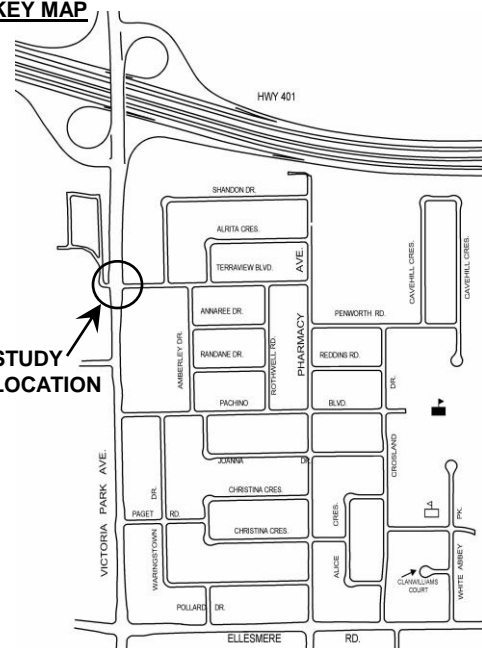 KEY MAP
HWY 401
SHANDON DR.
ALRITA CRES.
TERRAVIEW BLVD.
AVE.
CAVEHILL CRES.
CAVEHILL CRES.
ANNAREE DR.
PENWORTH RD.
AMBERLEY DR.
ROTHWELL RD.
PHARMACY
RANDANE DR.
REDDINS RD.
STUDY
LOCATION
PACHINO
BLVD.
DR.
CROSLAND
VICTORIA PARK AVE.
JOANNA
DR.
DR.
CHRISTINA CRES.
PAGET
RD.
CHRISTINA CRES.
CRES.
WARINGSTOWN
ALICE
WHITE ABBEY
PK.
CLANWILLIAMS
COURT
POLLARD
DR.
ELLESMERE
RD.